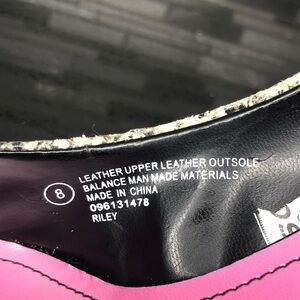 8
LEATHER UPPER LEATHER OUTSOLE
BALANCE MAN MADE MATERIALS
MADE IN CHINA
096131478
RILEY